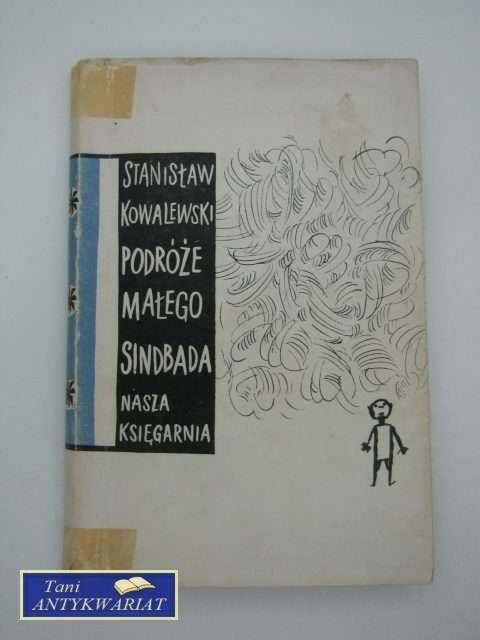 STANISŁAW
KOWALEWSKI
PODRÓŻE
MAŁEGO
SINDBADA
NASZA
KSIĘGARNIA
Tani
ANTYKWARIAT